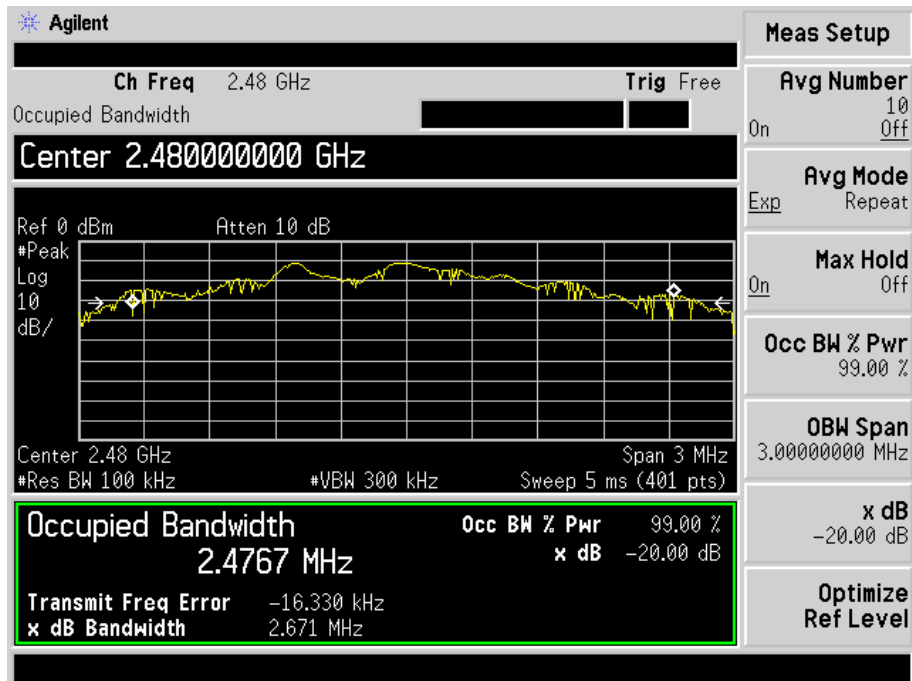 Agilent
Meas Setup
Ch Freq 2.48 GHz Trig Free
Occupied Bandwidth
Center 2.480000000 GHz
Ref 0 dBm Atten 10 dB
#Peak
Log
10
dB/
Center 2.48 GHz Span 3 MHz
#Res BW 100 kHz #VBW 300 kHz Sweep 5 ms (401 pts)
Occupied Bandwidth
2.4767 MHz
Occ BW % Pwr 99.00 %
x dB -20.00 dB
Transmit Freq Error -16.330 kHz
x dB Bandwidth 2.671 MHz
Avg Number
10
On Off
Avg Mode
Exp Repeat
Max Hold
On Off
Occ BW % Pwr
99.00 %
OBW Span
3.00000000 MHz
x dB
-20.00 dB
Optimize
Ref Level